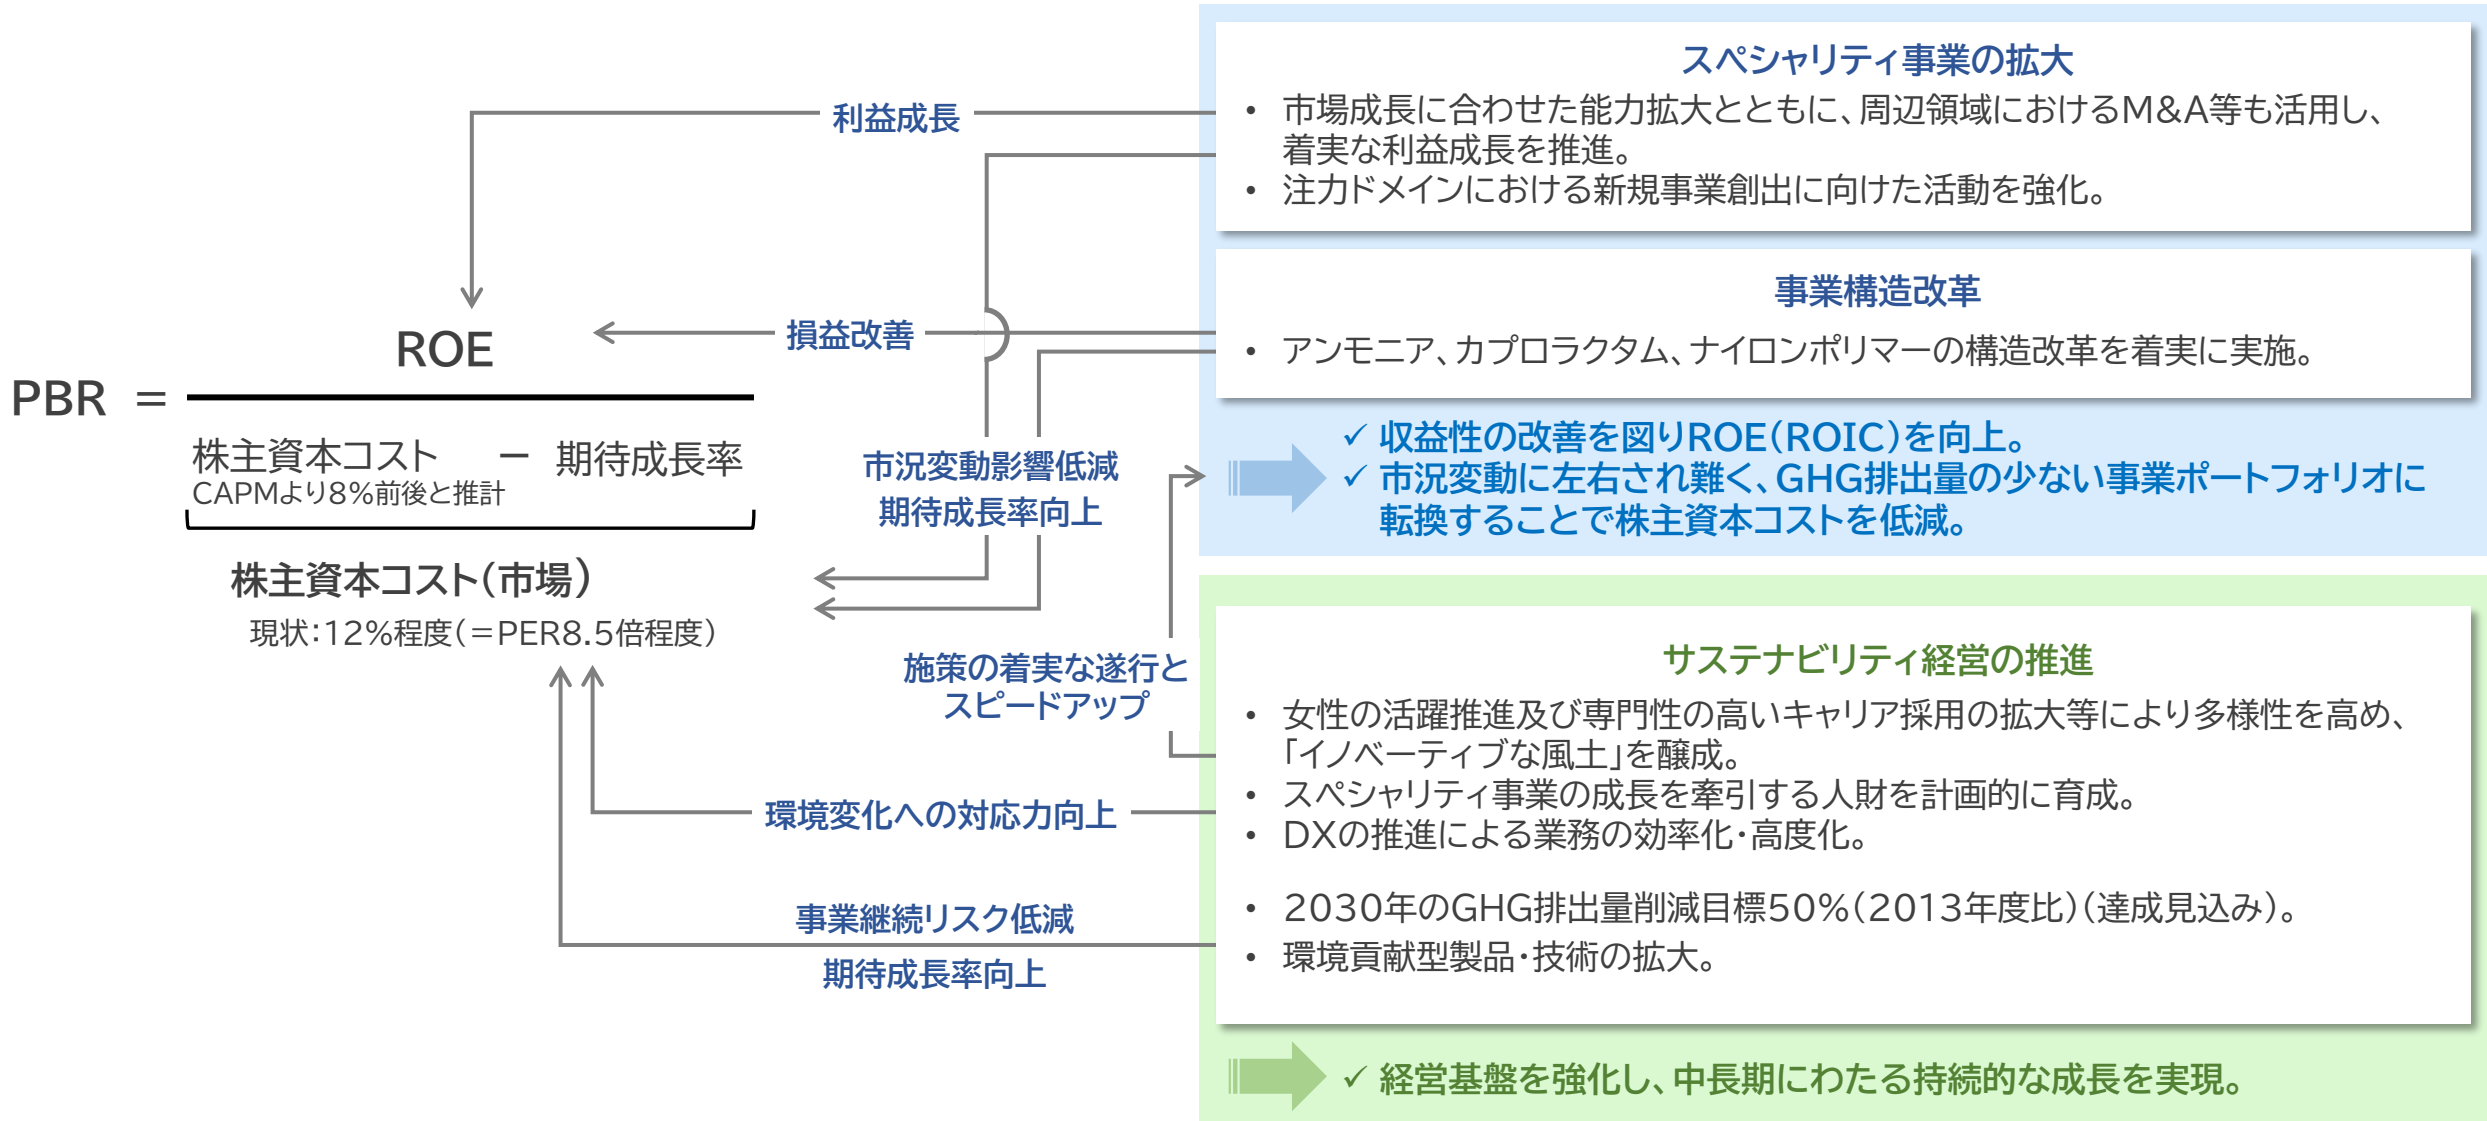 PBR =
ROE
株主資本コスト － 期待成長率
CAPMより8%前後と推計
株主資本コスト(市場)
現状：12%程度(＝PER8.5倍程度)
利益成長
損益改善
市況変動影響低減
期待成長率向上
施策の着実な遂行と
スピードアップ
環境変化への対応力向上
事業継続リスク低減
期待成長率向上
スペシャリティ事業の拡大
• 市場成長に合わせた能力拡大とともに、周辺領域におけるM&A等も活用し、
着実な利益成長を推進。
• 注力ドメインにおける新規事業創出に向けた活動を強化。
事業構造改革
• アンモニア、カプロラクタム、ナイロンポリマーの構造改革を着実に実施。
✓ 収益性の改善を図りROE(ROIC)を向上。
✓ 市況変動に左右され難く、GHG排出量の少ない事業ポートフォリオに
転換することで株主資本コストを低減。
サステナビリティ経営の推進
• 女性の活躍推進及び専門性の高いキャリア採用の拡大等により多様性を高め、
「イノベーティブな風土」を醸成。
• スペシャリティ事業の成長を牽引する人財を計画的に育成。
• DXの推進による業務の効率化・高度化。
• 2030年のGHG排出量削減目標50%(2013年度比)(達成見込み)。
• 環境貢献型製品・技術の拡大。
✓ 経営基盤を強化し、中長期にわたる持続的な成長を実現。